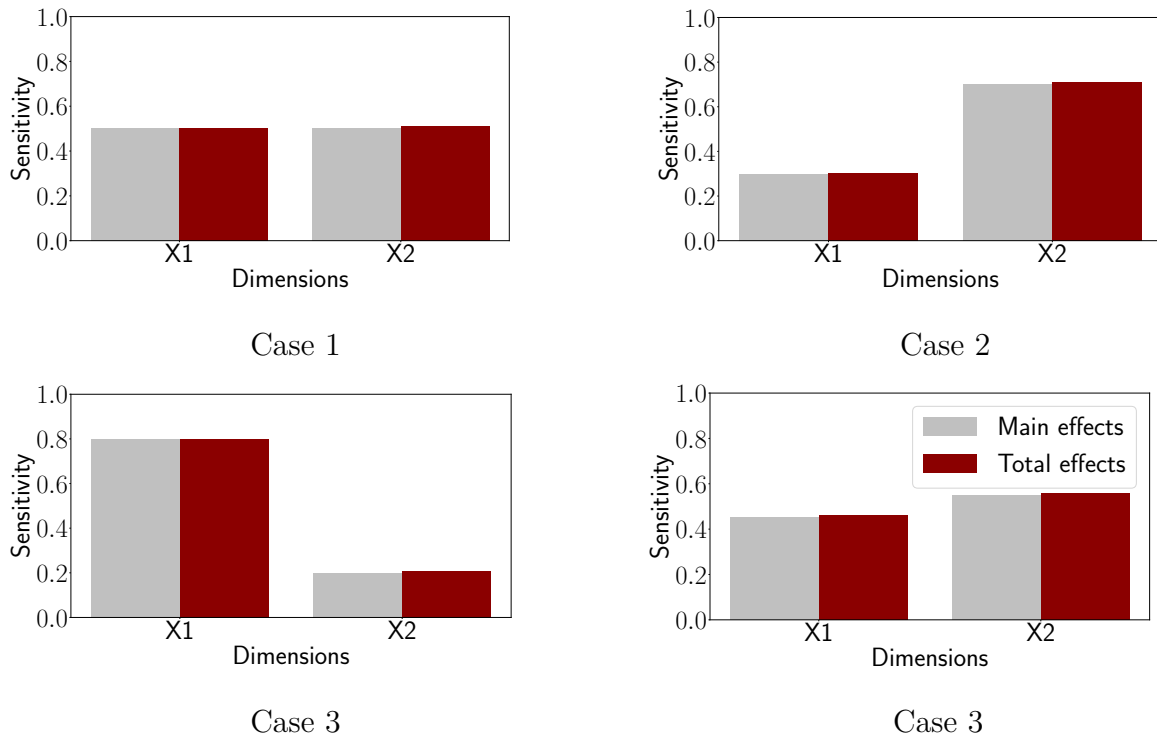 1.0
0.8
0.6
0.4
0.2
0.0
Sensitivity
X1 X2
Dimensions
Case 1
1.0
0.8
0.6
0.4
0.2
0.0
Sensitivity
X1 X2
Dimensions
Case 2
1.0
0.8
0.6
0.4
0.2
0.0
Sensitivity
X1 X2
Dimensions
Case 3
1.0
0.8
0.6
0.4
0.2
0.0
Sensitivity
Main effects
Total effects
X1 X2
Dimensions
Case 3